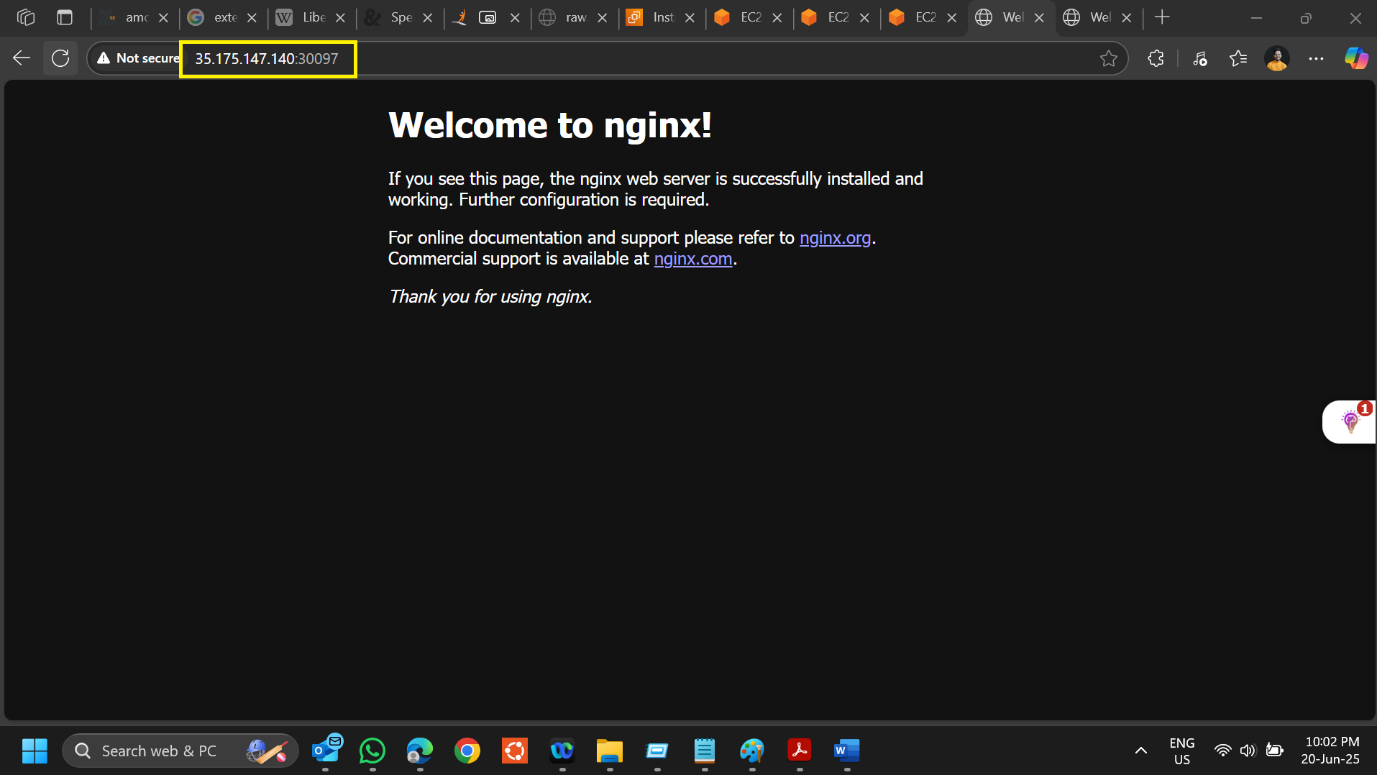 amc
exte
Libe
Spe
raw
Inst
EC2
EC2
EC2
Wel
Wel
Not secure
35.175.147.140:30097
Welcome to nginx!
If you see this page, the nginx web server is successfully installed and
working. Further configuration is required.
For online documentation and support please refer to nginx.org.
Commercial support is available at nginx.com.
Thank you for using nginx.
1
Search web & PC
ENG
US
10:02 PM
20-Jun-25